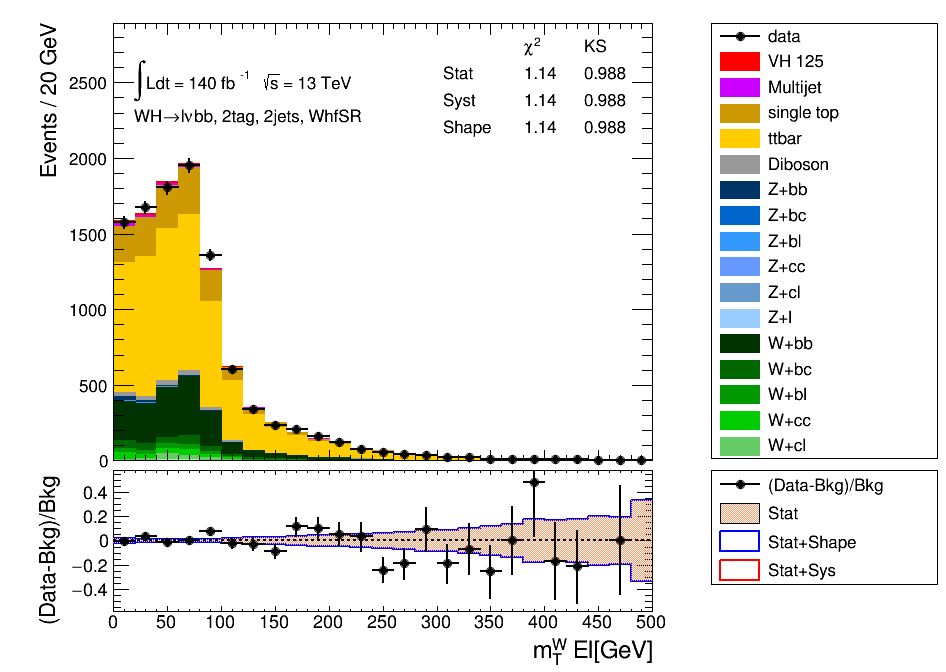 Events / 20 GeV
2500
2000
1500
1000
500
0
∫Ldt = 140 fb⁻¹ √s = 13 TeV
WH→lνbb, 2tag, 2jets, WhfSR
χ² KS
Stat 1.14 0.988
Syst 1.14 0.988
Shape 1.14 0.988
data
VH 125
Multijet
single top
ttbar
Diboson
Z+bb
Z+bc
Z+bl
Z+cc
Z+cl
Z+l
W+bb
W+bc
W+bl
W+cc
W+cl
(Data-Bkg)/Bkg
0.4
0.2
0
−0.2
−0.4
0 50 100 150 200 250 300 350 400 450 500
m_T^W El[GeV]
(Data-Bkg)/Bkg
Stat
Stat+Shape
Stat+Sys